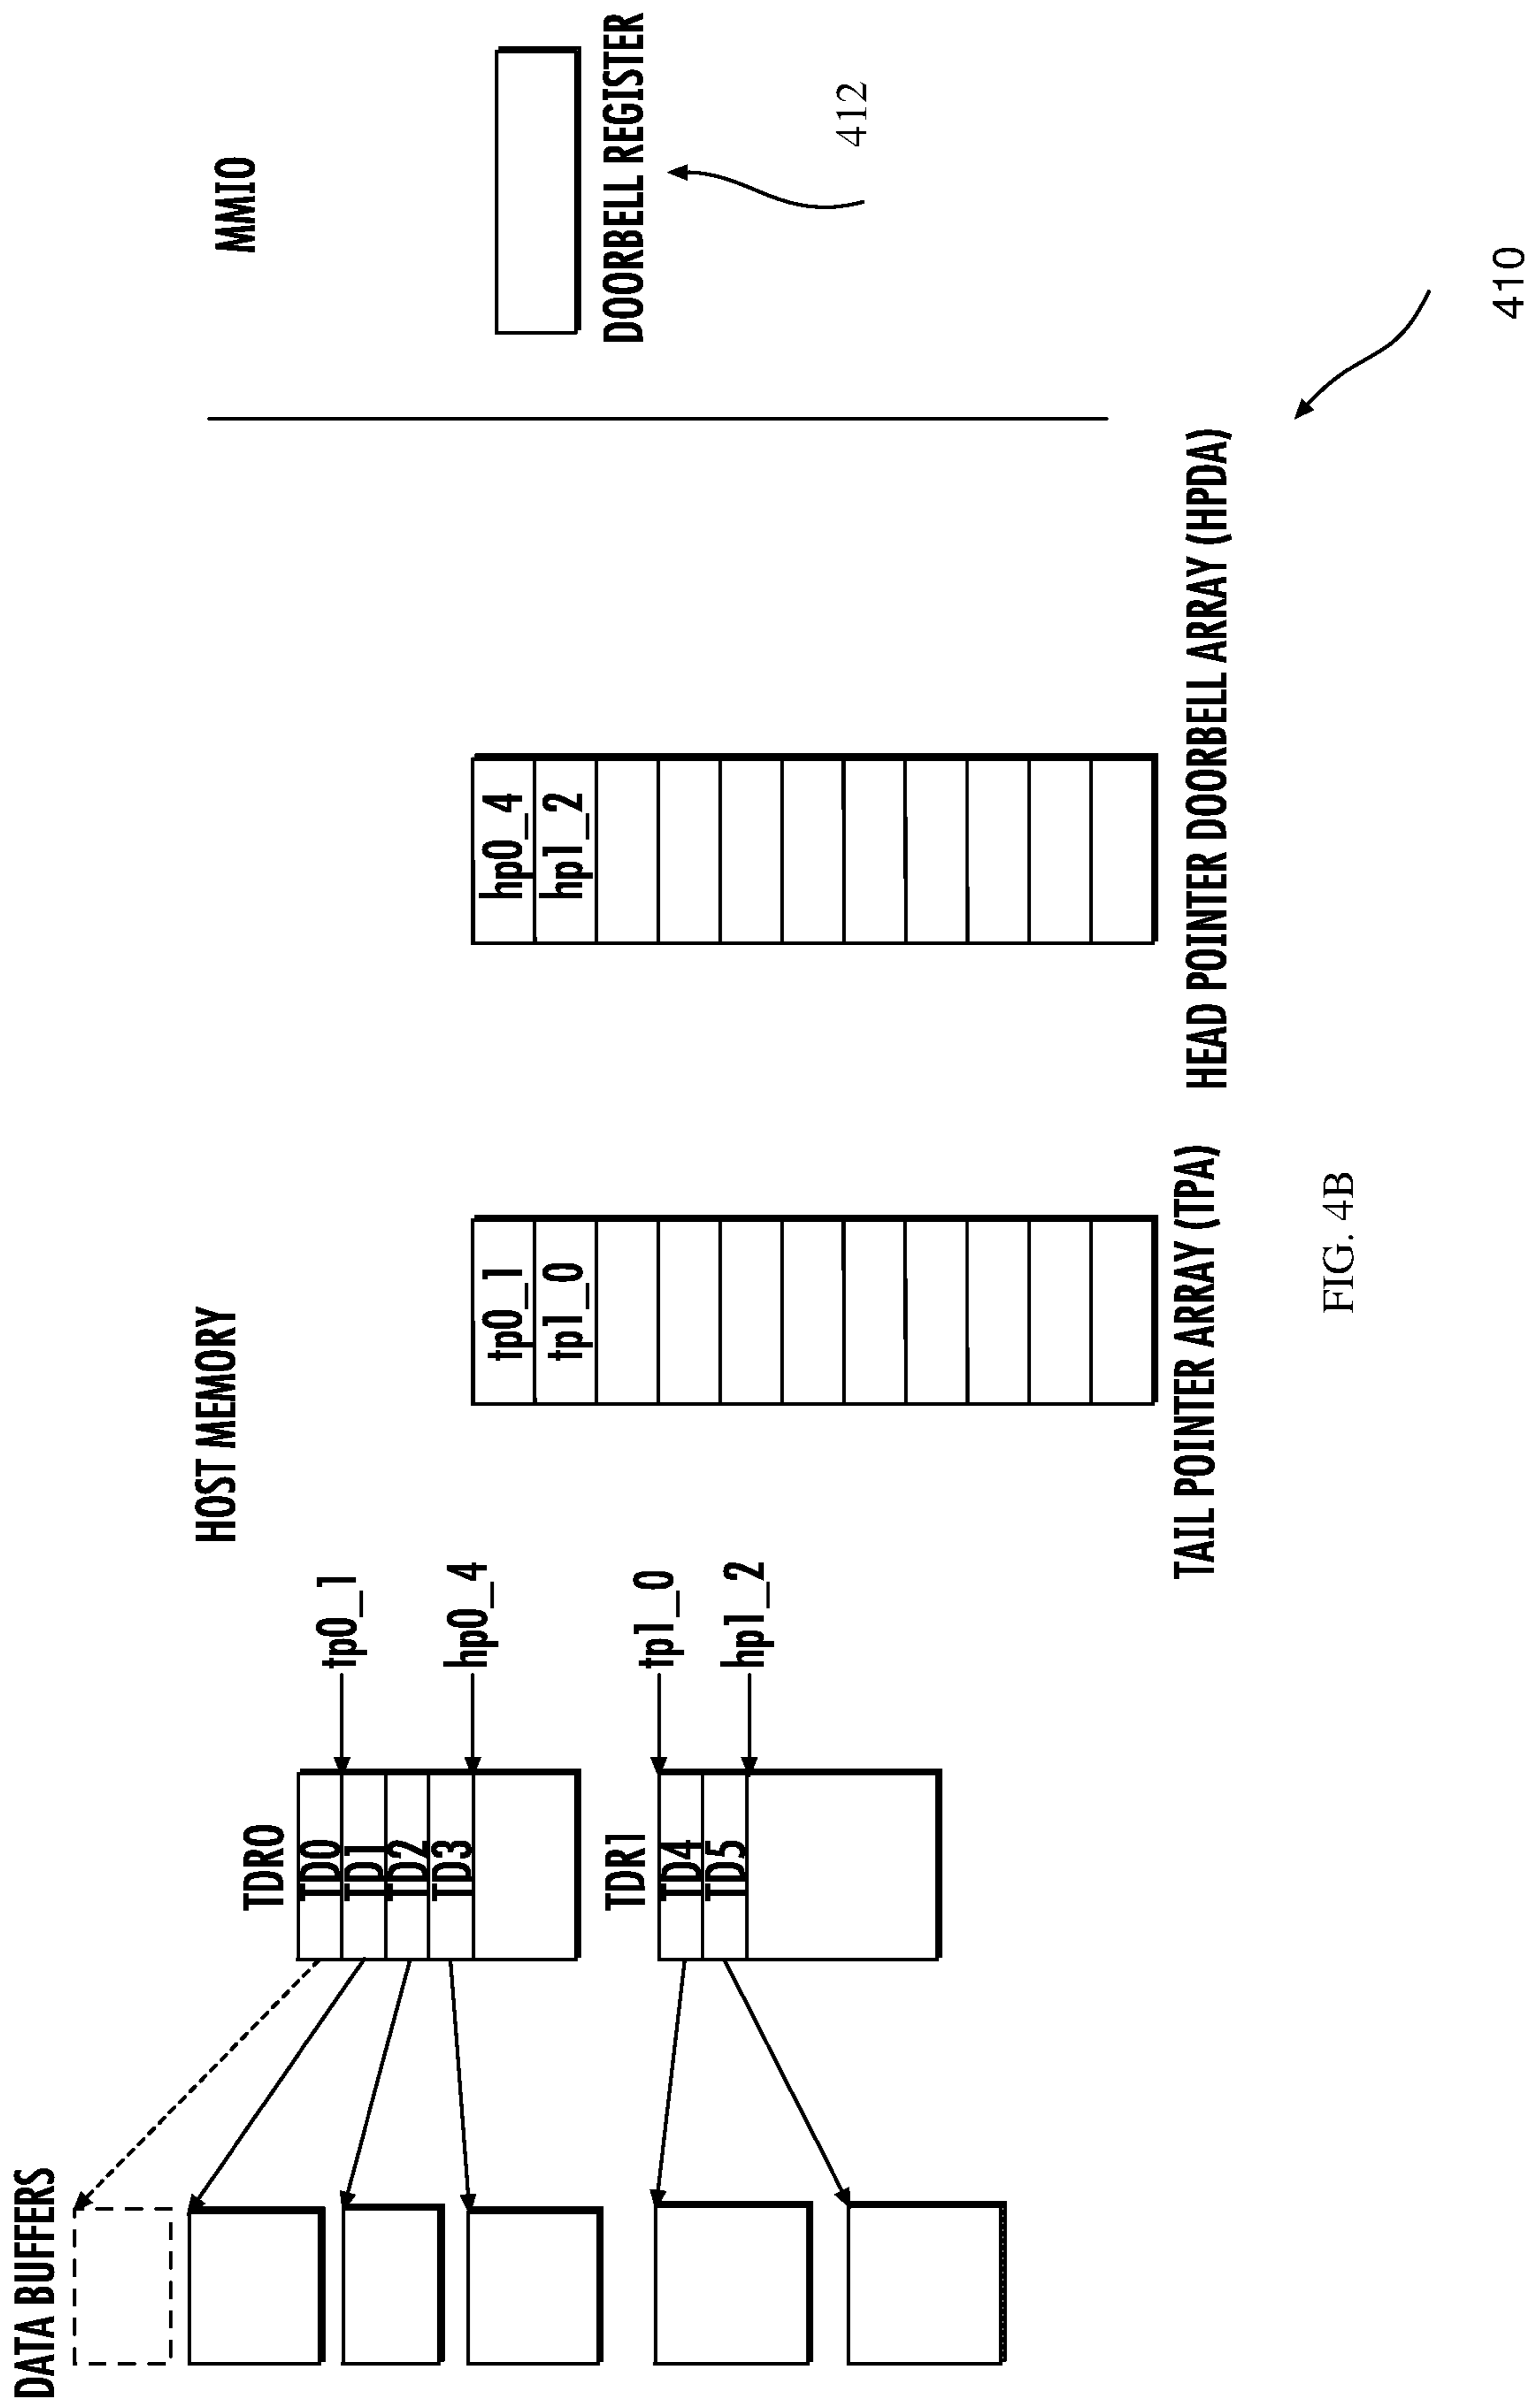 HOST MEMORY
MMIO
DATA BUFFERS
TDR0
TD0
TD1
TD2
TD3
tp0_1
hp0_4
TDR1
TD4
TD5
tp1_0
hp1_2
tp0_1
tp1_0
TAIL POINTER ARRAY (TPA)
hp0_4
hp1_2
HEAD POINTER DOORBELL ARRAY (HPDA)
DOORBELL REGISTER
412
410
FIG. 4B